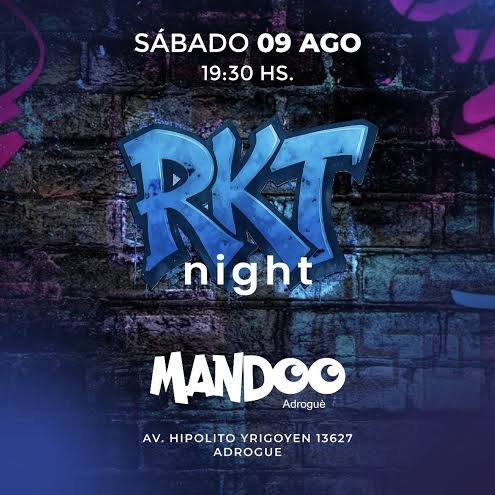 SÁBADO 09 AGO
19:30 HS.
RKT
night
MANDOO
Adroguè
AV. HIPOLITO YRIGOYEN 13627
ADROGUE